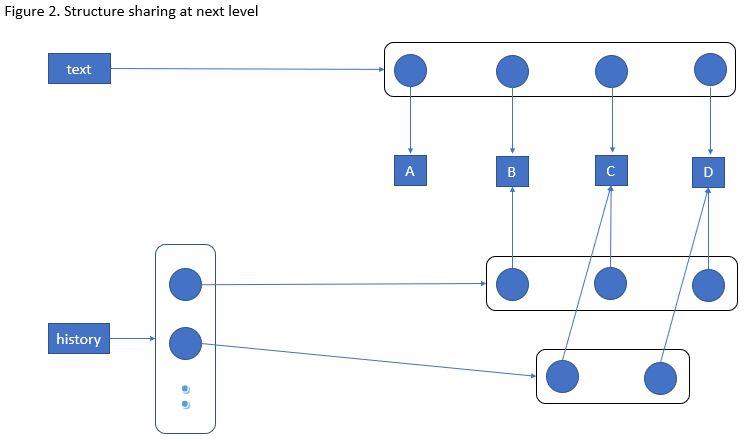 Figure 2. Structure sharing at next level
text
A
B
C
D
history